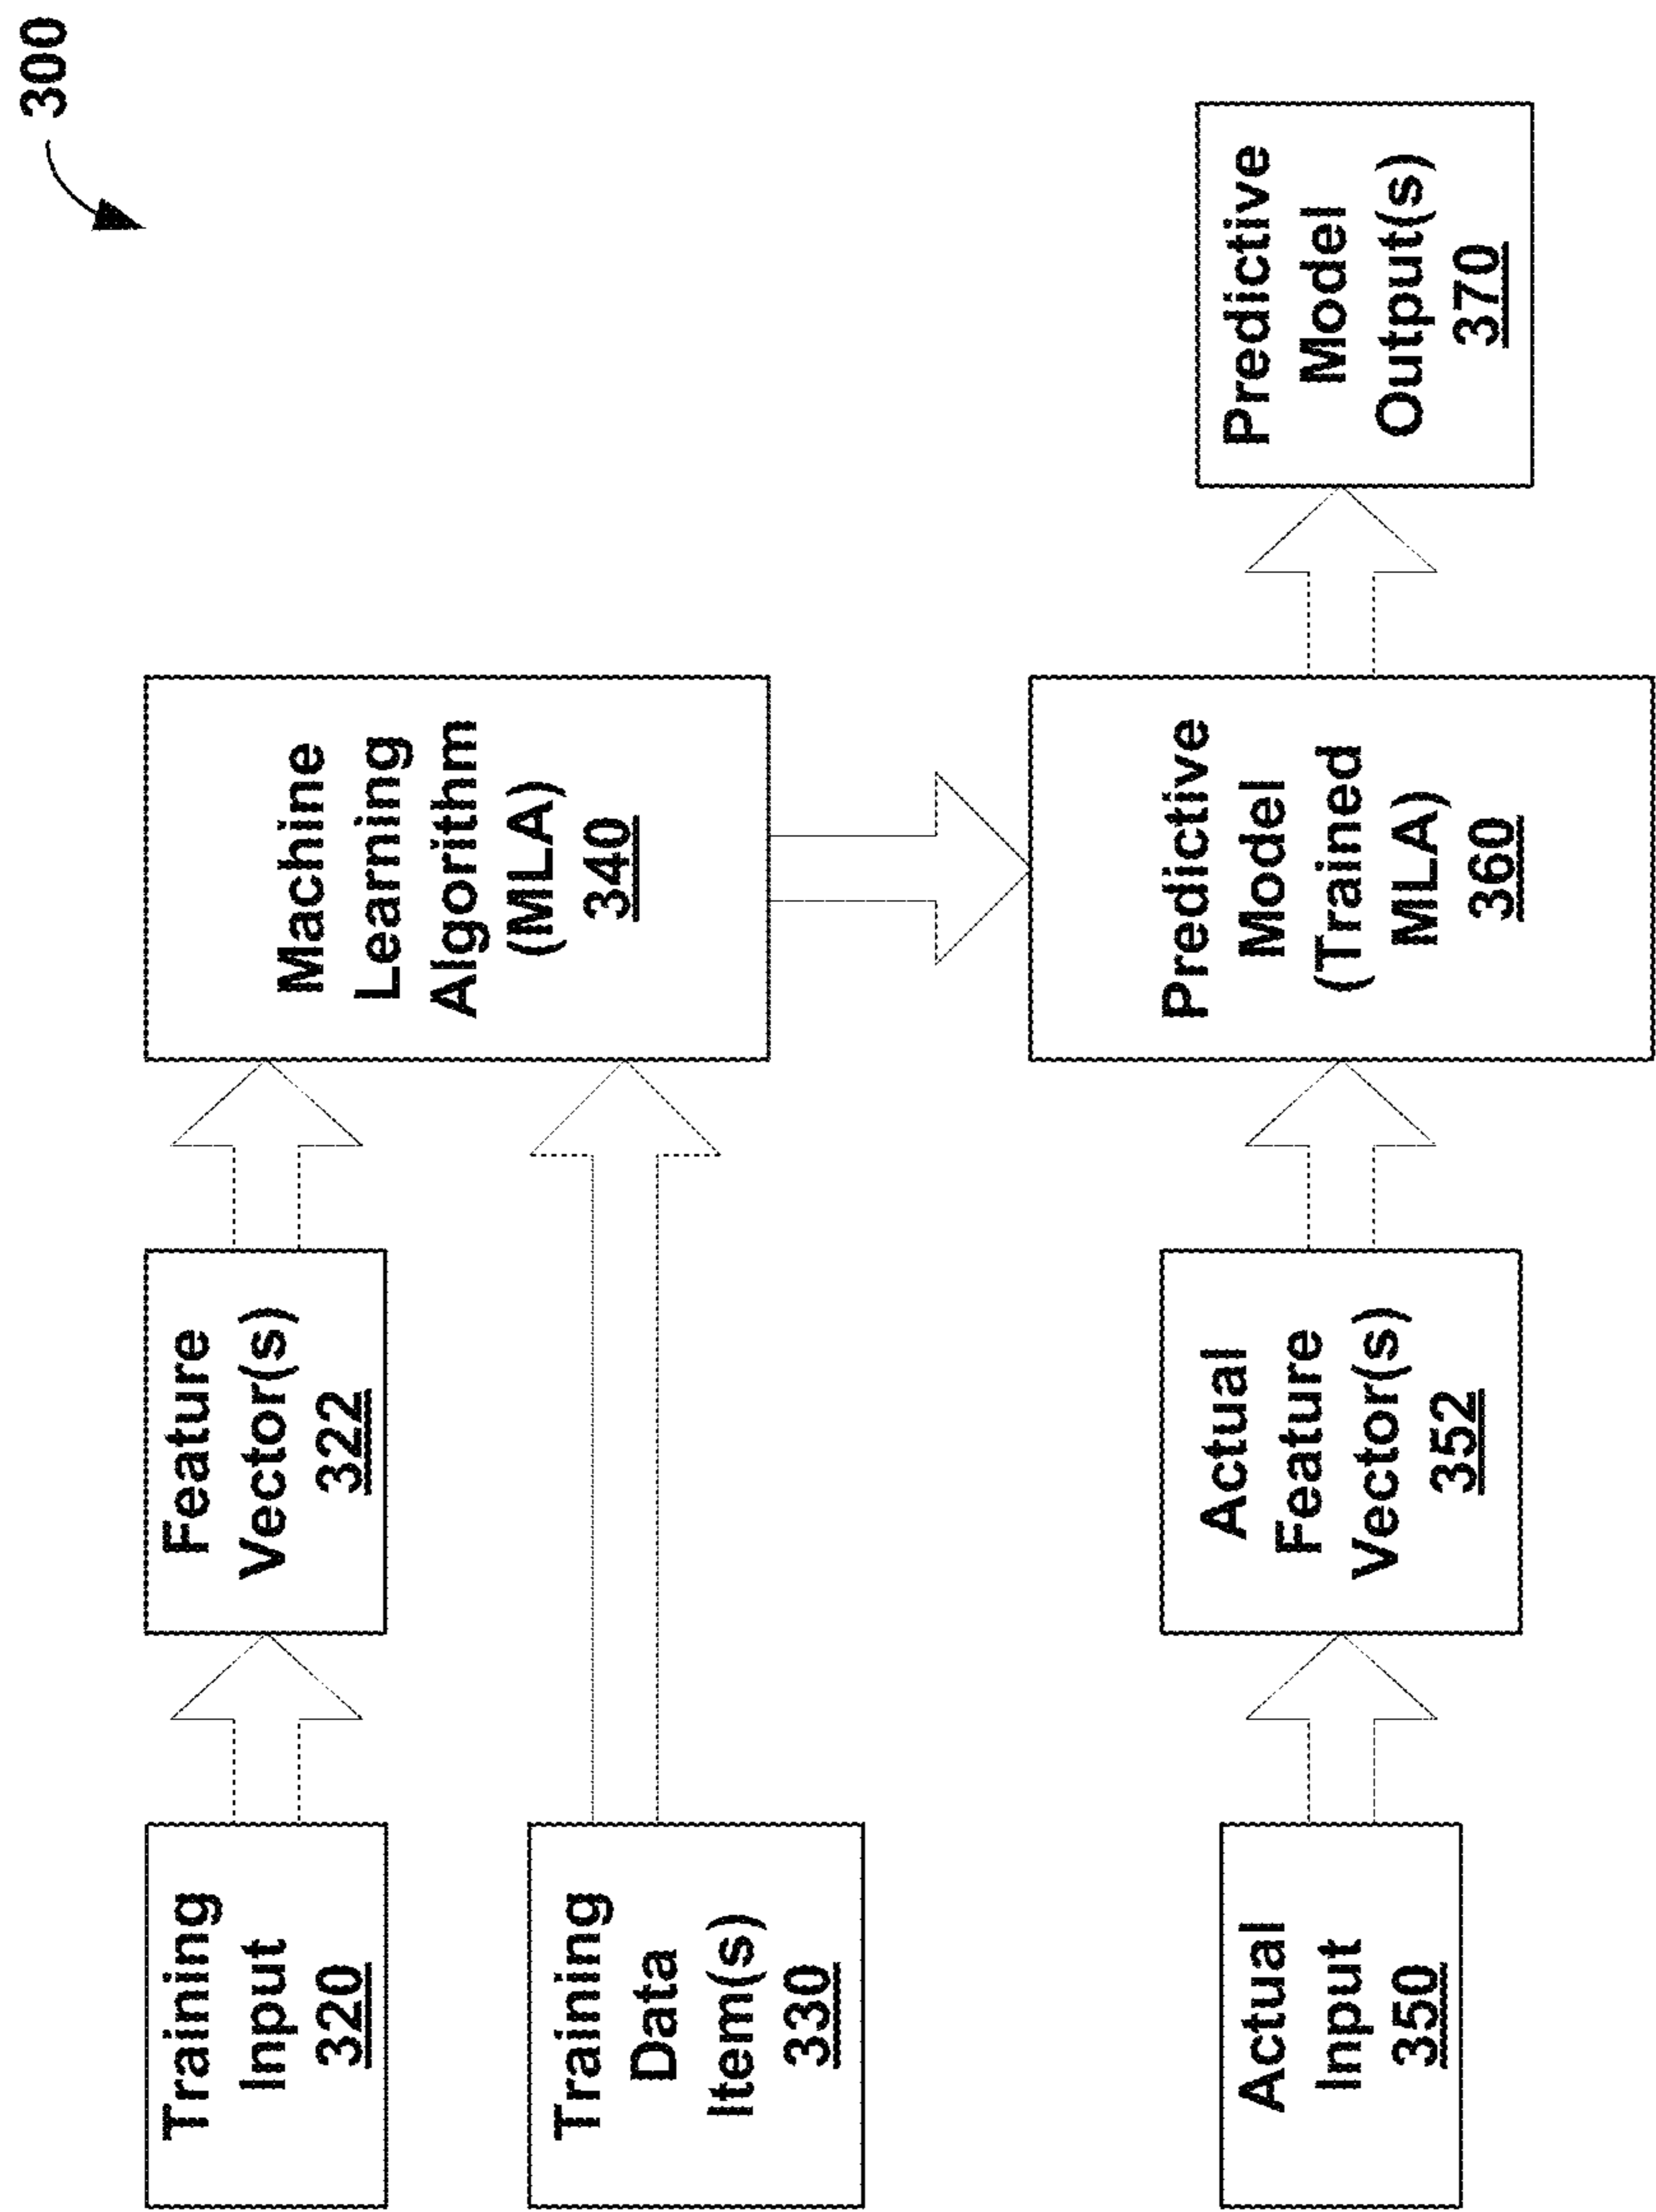 300
Training
Input
320
Feature
Vector(s)
322
Machine
Learning
Algorithm
(MLA)
340
Training
Data
Item(s)
330
Actual
Input
350
Actual
Feature
Vector(s)
352
Predictive
Model
(Trained
MLA)
360
Predictive
Model
Output(s)
370